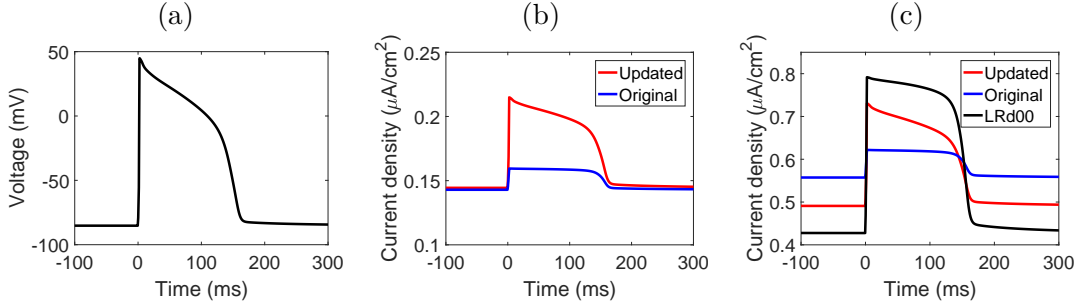 (a)
50
0
-50
-100
Voltage (mV)
-100 0 100 200 300
Time (ms)
(b)
0.25
0.2
0.15
0.1
Current density (μA/cm²)
Updated
Original
-100 0 100 200 300
Time (ms)
(c)
0.8
0.7
0.6
0.5
0.4
Current density (μA/cm²)
Updated
Original
LRd00
-100 0 100 200 300
Time (ms)